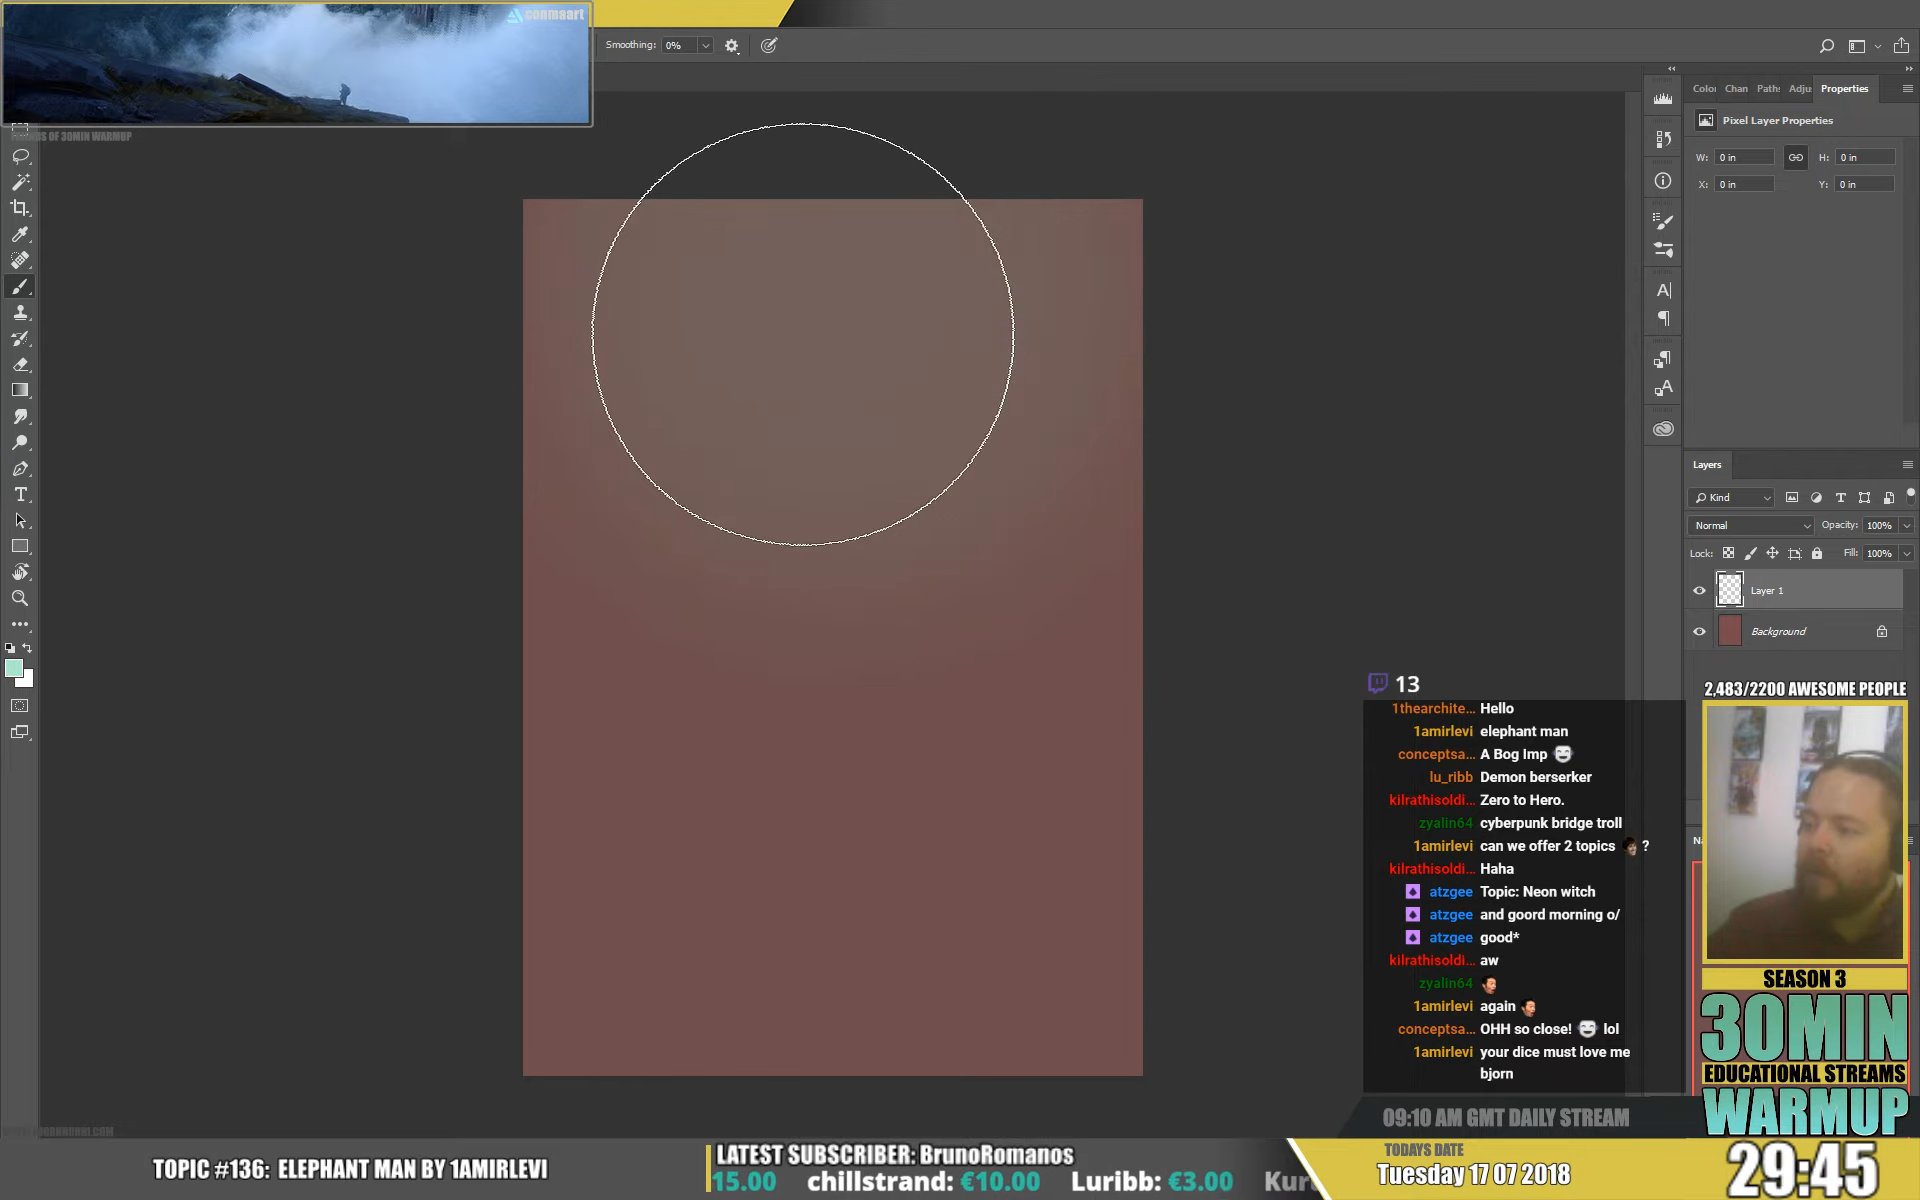 conmaart
Smoothing: 0%
OF 30MIN WARMUP
Color
Chan
Paths
Adju
Properties
Pixel Layer Properties
W: 0 in
H: 0 in
X: 0 in
Y: 0 in
Layers
Kind
Normal
Opacity: 100%
Lock:
Fill: 100%
Layer 1
Background
2,483/2200 AWESOME PEOPLE
13
1thearchite... Hello
1amirlevi elephant man
conceptsa... A Bog Imp
lu_ribb Demon berserker
kilrathisoldi... Zero to Hero.
zyalin64 cyberpunk bridge troll
1amirlevi can we offer 2 topics ?
kilrathisoldi... Haha
atzgee Topic: Neon witch
atzgee and goord morning o/
atzgee good*
kilrathisoldi... aw
zyalin64
1amirlevi again
conceptsa... OHH so close! lol
1amirlevi your dice must love me
bjorn
SEASON 3
30MIN
EDUCATIONAL STREAMS
WARMUP
09:10 AM GMT DAILY STREAM
TOPIC #136: ELEPHANT MAN BY 1AMIRLEVI
LATEST SUBSCRIBER: BrunoRomanos
15.00 chillstrand: €10.00 Luribb: €3.00
TODAYS DATE
Tuesday 17 07 2018
29:45